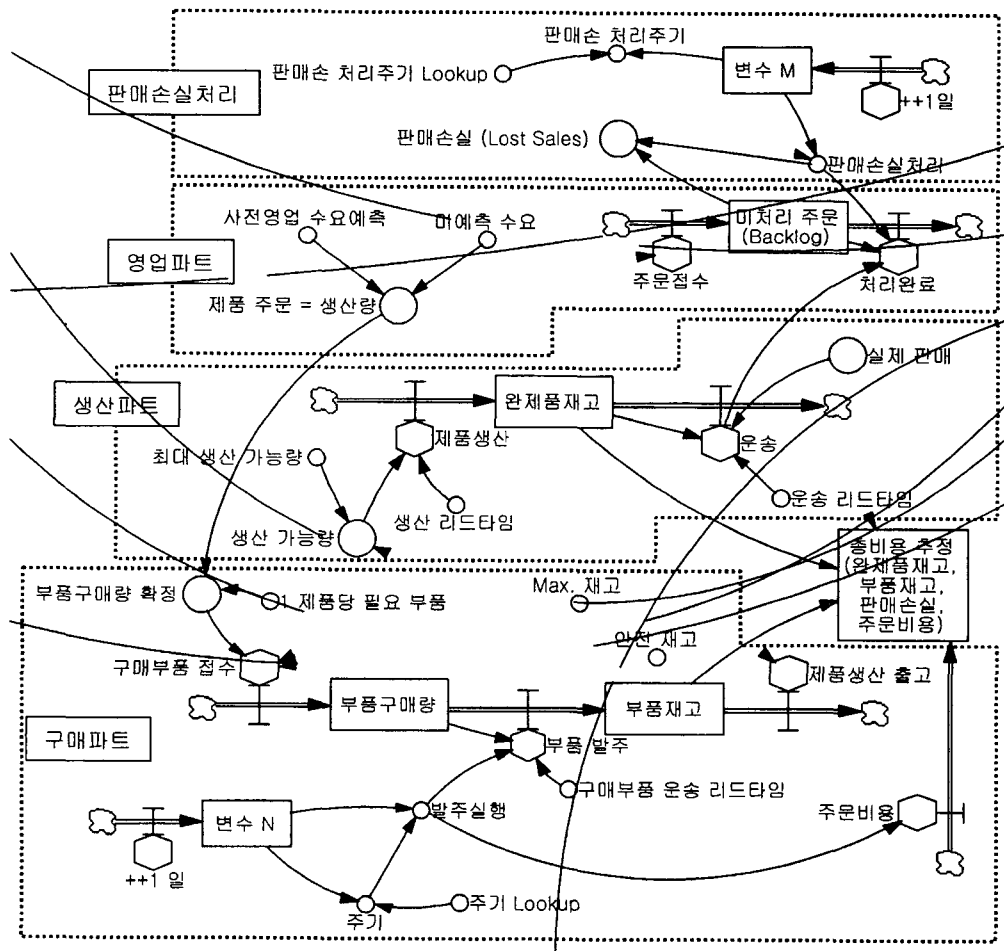 판매손 처리주기
판매손 처리주기 Lookup
변수 M
++1일
판매손실처리
판매손실 (Lost Sales)
판매손실처리
사전영업 수요예측
미예측 수요
미처리 주문
(Backlog)
영업파트
주문접수
처리완료
제품 주문 = 생산량
실제 판매
생산파트
완제품재고
제품생산
운송
최대 생산 가능량
생산 리드타임
운송 리드타임
생산 가능량
총비용 추정
(완제품재고,
부품재고,
판매손실,
주문비용)
부품구매량 확정
1 제품당 필요 부품
Max. 재고
안전 재고
구매부품 접수
제품생산 출고
부품구매량
부품재고
구매파트
부품 발주
구매부품 운송 리드타임
변수 N
발주실행
주문비용
++1 일
주기
주기 Lookup